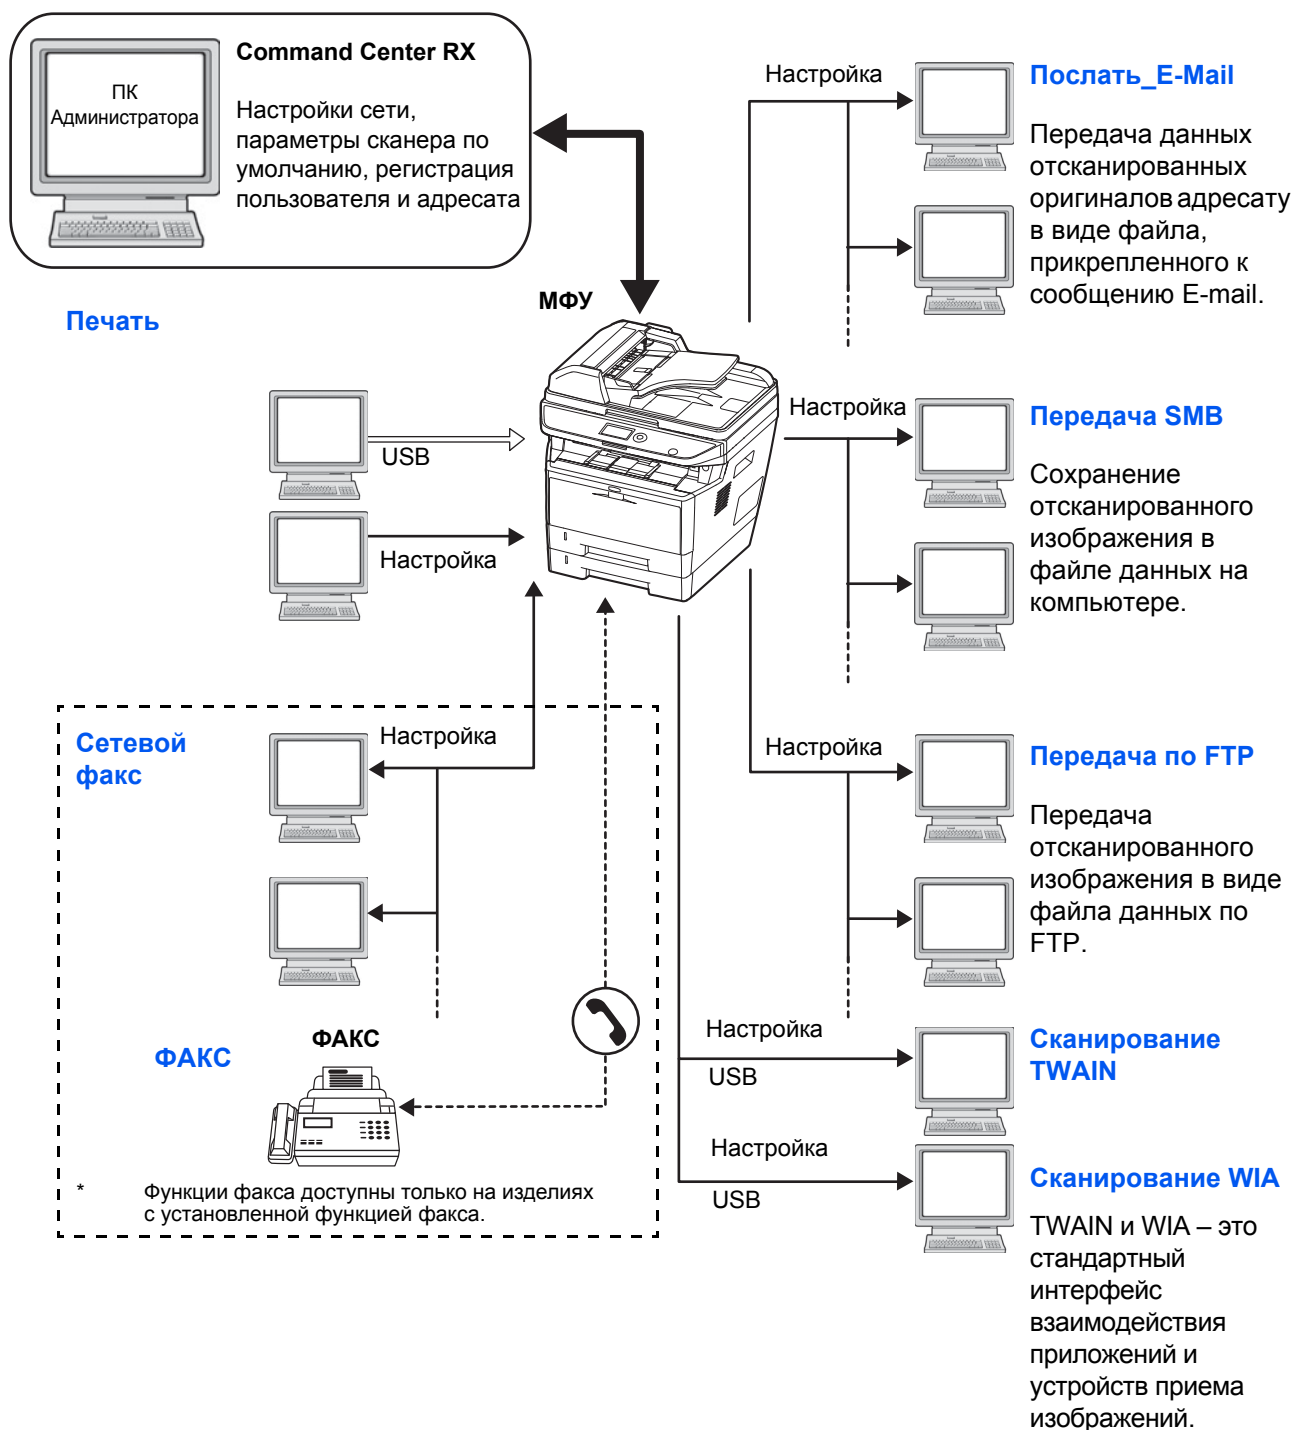 Command Center RX
ПК
Администратора
Настройки сети,
параметры сканера по
умолчанию, регистрация
пользователя и адресата
Настройка
Послать_E-Mail
Передача данных
отсканированных
оригиналов адресату
в виде файла,
прикрепленного к
сообщению E-mail.
МФУ
Печать
USB
Настройка
Настройка
Передача SMB
Сохранение
отсканированного
изображения в
файле данных на
компьютере.
Сетевой
факс
Настройка
Настройка
Передача по FTP
Передача
отсканированного
изображения в виде
файла данных по
FTP.
ФАКС
ФАКС
Настройка
USB
Сканирование
TWAIN
Настройка
USB
Сканирование WIA
TWAIN и WIA – это
стандартный
интерфейс
взаимодействия
приложений и
устройств приема
изображений.
* Функции факса доступны только на изделиях
с установленной функцией факса.